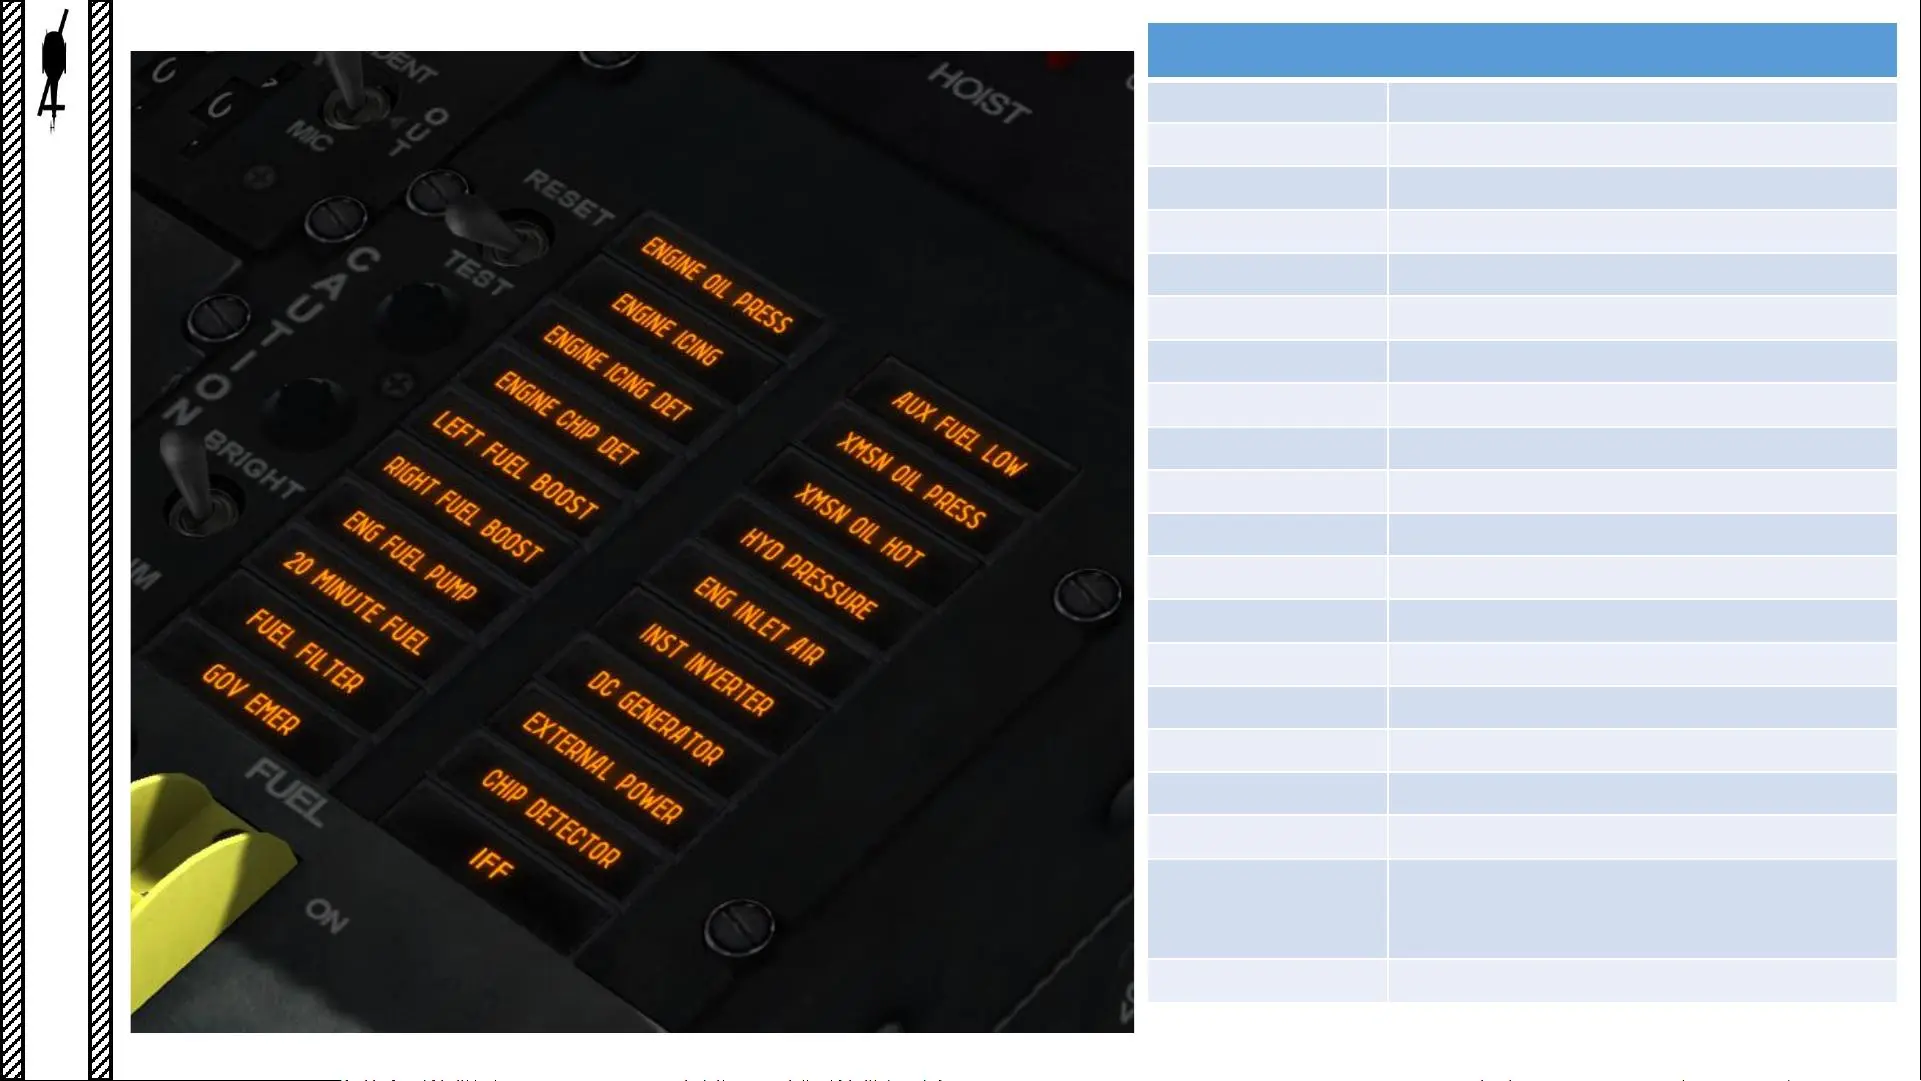 HOIST
MIC
OUT
RESET
TEST
CAUTION
BRIGHT
ENGINE OIL PRESS
ENGINE ICING
ENGINE ICING DET
ENGINE CHIP DET
LEFT FUEL BOOST
RIGHT FUEL BOOST
ENG FUEL PUMP
20 MINUTE FUEL
FUEL FILTER
GOV EMER
AUX FUEL LOW
XMSN OIL PRESS
XMSN OIL HOT
HYD PRESSURE
ENG INLET AIR
INST INVERTER
DC GENERATOR
EXTERNAL POWER
CHIP DETECTOR
IFF
FUEL
ON